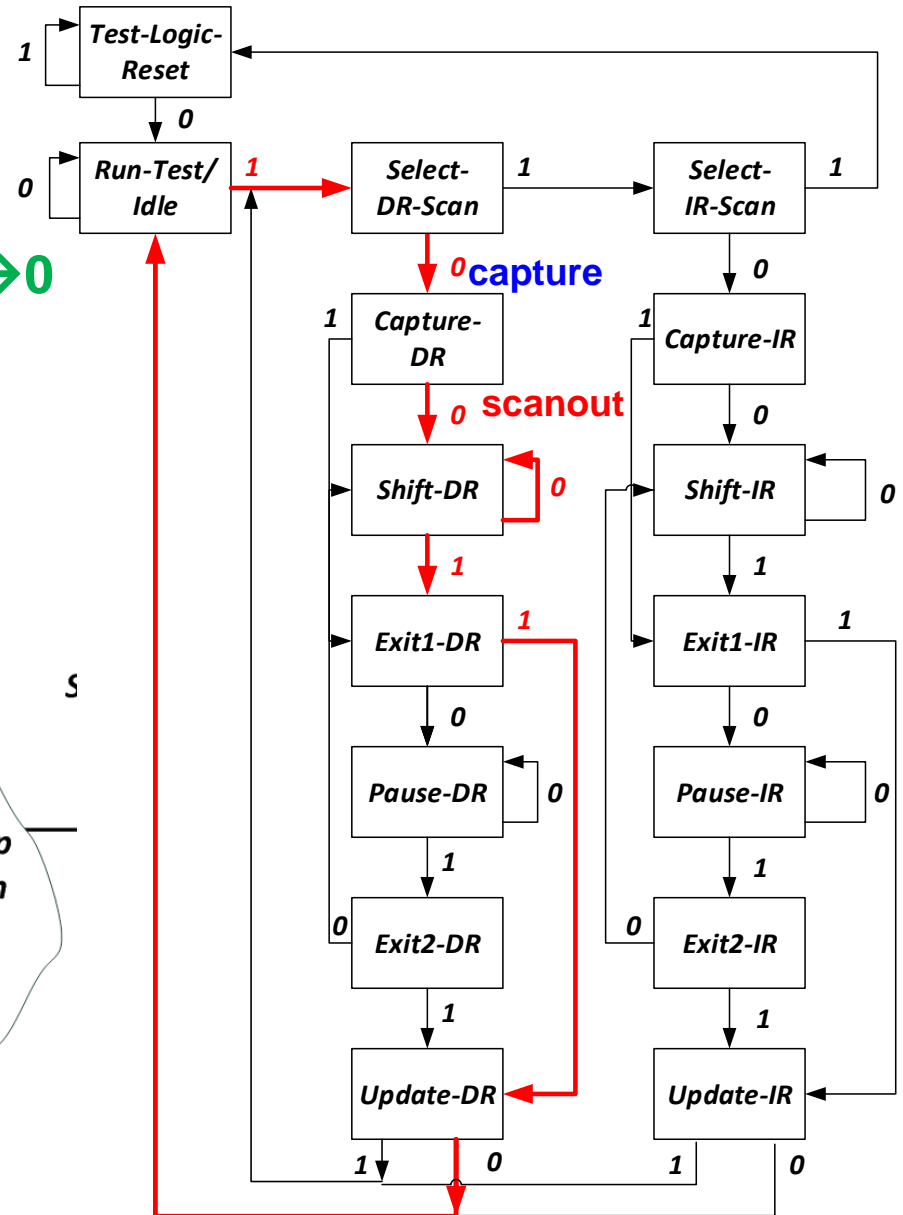 Test-Logic-
Reset
1
0
Run-Test/
Idle
0
1
Select-
DR-Scan
1
Select-
IR-Scan
1
→0
0
capture
0
1
Capture-
DR
1
Capture-IR
0
scanout
0
Shift-DR
0
Shift-IR
0
1
1
Exit1-DR
1
Exit1-IR
1
0
0
Pause-DR
0
Pause-IR
0
1
1
0
Exit2-DR
0
Exit2-IR
1
1
Update-DR
Update-IR
1
0
1
0